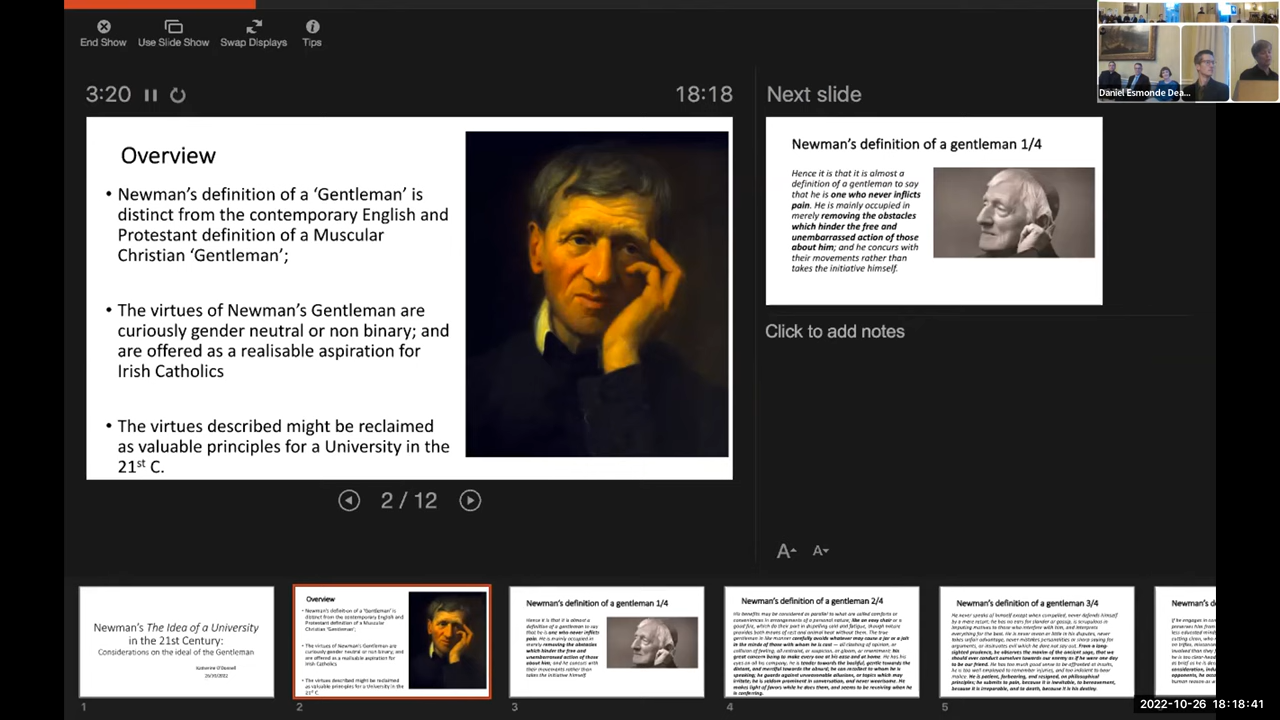 End Show
Use Slide Show
Swap Displays
Tips
3:20
18:18
Next slide
Daniel Esmonde Dea...
Overview
• Newman's definition of a 'Gentleman' is
distinct from the contemporary English and
Protestant definition of a Muscular
Christian 'Gentleman';
• The virtues of Newman's Gentleman are
curiously gender neutral or non binary; and
are offered as a realisable aspiration for
Irish Catholics
• The virtues described might be reclaimed
as valuable principles for a University in the
21st C.
Newman's definition of a gentleman 1/4
Hence it is that it is almost a
definition of a gentleman to say
that he is one who never inflicts
pain. He is mainly occupied in
merely removing the obstacles
which hinder the free and
unembarrassed action of those
about him; and he concurs with
their movements rather than
takes the initiative himself.
Click to add notes
2 / 12
A A
Newman's The Idea of a University
in the 21st Century:
Considerations on the ideal of the Gentleman
Katherine O'Donnell
Overview
• Newman's definition of a 'Gentleman' is
distinct from the contemporary English and
Protestant definition of a Muscular
Christian 'Gentleman';
• The virtues of Newman's Gentleman are
curiously gender neutral or non binary; and
are offered as a realisable aspiration for
Irish Catholics
• The virtues described might be reclaimed
as valuable principles for a University in the
21st C.
Newman's definition of a gentleman 1/4
Hence it is that it is almost a
definition of a gentleman to say
that he is one who never inflicts
pain. He is mainly occupied in
merely removing the obstacles
which hinder the free and
unembarrassed action of those
about him; and he concurs with
their movements rather than
takes the initiative himself
Newman's definition of a gentleman 2/4
Newman's definition of a gentleman 3/4
Newman's de
1
2
3
4
5
2022-10-26 18:18:41